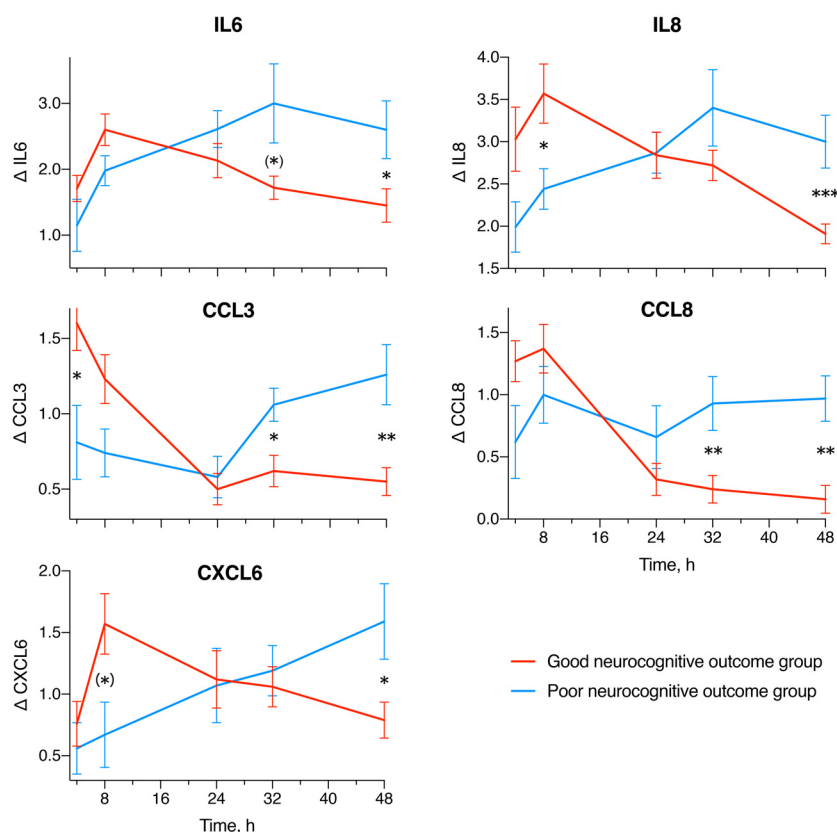 IL6
Δ IL6
3.0
2.0
1.0
(*)
*
IL8
Δ IL8
4.0
3.5
3.0
2.5
2.0
1.5
*
***
CCL3
Δ CCL3
1.5
1.0
0.5
*
*
**
CCL8
Δ CCL8
1.5
1.0
0.5
0.0
**
**
8 16 24 32 40 48
Time, h
CXCL6
Δ CXCL6
2.0
1.5
1.0
0.5
(*)
*
8 16 24 32 40 48
Time, h
Good neurocognitive outcome group
Poor neurocognitive outcome group